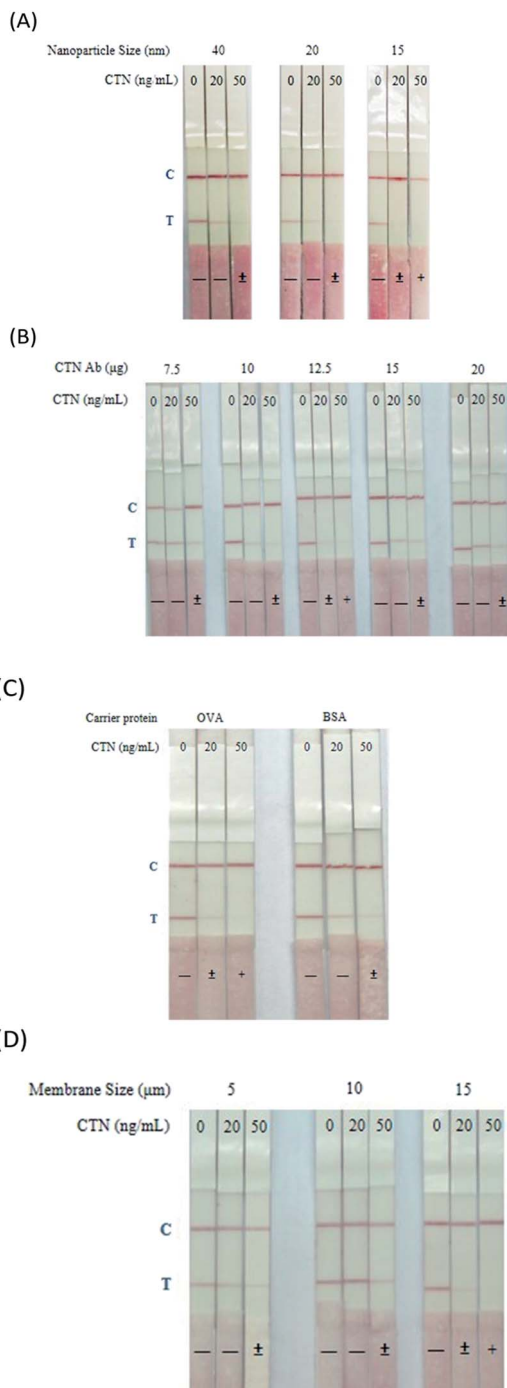 (A)
Nanoparticle Size (nm) 40 20 15
CTN (ng/mL) 0 20 50 0 20 50 0 20 50
C
T
— — ± — — ± — ± +
(B)
CTN Ab (μg) 7.5 10 12.5 15 20
CTN (ng/mL) 0 20 50 0 20 50 0 20 50 0 20 50 0 20 50
C
T
— — ± — — ± — ± + — — ± — — ±
(C)
Carrier protein OVA BSA
CTN (ng/mL) 0 20 50 0 20 50
C
T
— ± + — — ±
(D)
Membrane Size (μm) 5 10 15
CTN (ng/mL) 0 20 50 0 20 50 0 20 50
C
T
— — ± — — ± — ± +